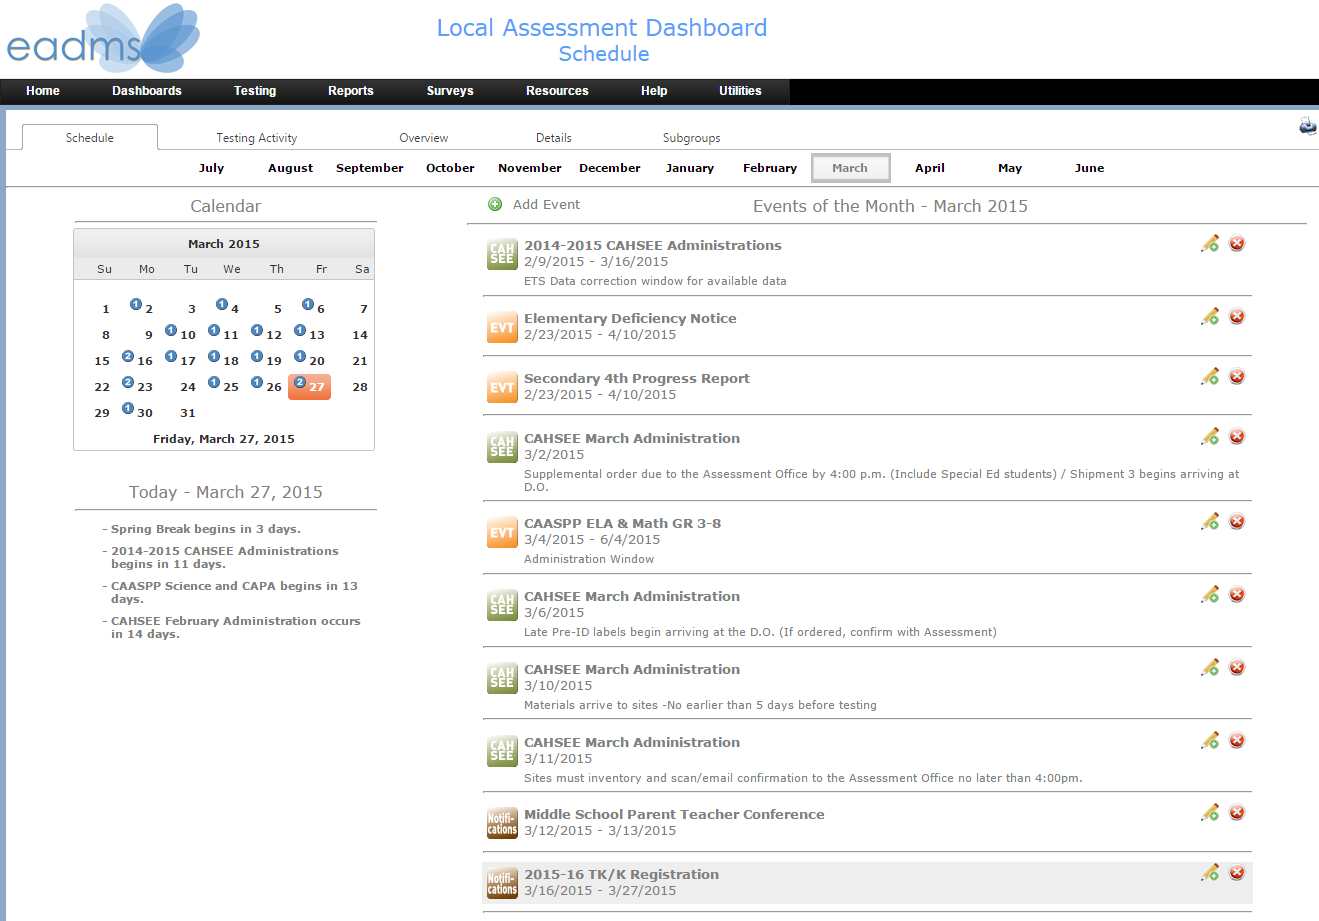 eadms
Local Assessment Dashboard
Schedule
Home Dashboards Testing Reports Surveys Resources Help Utilities
Schedule Testing Activity Overview Details Subgroups
July August September October November December January February March April May June
Calendar
March 2015
Su Mo Tu We Th Fr Sa
1 1 2 3 1 4 5 1 6 7
8 9 1 10 1 11 1 12 1 13 14
15 2 16 1 17 1 18 1 19 1 20 21
22 2 23 24 1 25 1 26 2 27 28
29 1 30 31
Friday, March 27, 2015
Today - March 27, 2015
- Spring Break begins in 3 days.
- 2014-2015 CAHSEE Administrations
begins in 11 days.
- CAASPP Science and CAPA begins in 13
days.
- CAHSEE February Administration occurs
in 14 days.
Add Event Events of the Month - March 2015
CAH
SEE
2014-2015 CAHSEE Administrations
2/9/2015 - 3/16/2015
ETS Data correction window for available data
EVT
Elementary Deficiency Notice
2/23/2015 - 4/10/2015
EVT
Secondary 4th Progress Report
2/23/2015 - 4/10/2015
CAH
SEE
CAHSEE March Administration
3/2/2015
Supplemental order due to the Assessment Office by 4:00 p.m. (Include Special Ed students) / Shipment 3 begins arriving at
D.O.
EVT
CAASPP ELA & Math GR 3-8
3/4/2015 - 6/4/2015
Administration Window
CAH
SEE
CAHSEE March Administration
3/6/2015
Late Pre-ID labels begin arriving at the D.O. (If ordered, confirm with Assessment)
CAH
SEE
CAHSEE March Administration
3/10/2015
Materials arrive to sites -No earlier than 5 days before testing
CAH
SEE
CAHSEE March Administration
3/11/2015
Sites must inventory and scan/email confirmation to the Assessment Office no later than 4:00pm.
Notifi-
cations
Middle School Parent Teacher Conference
3/12/2015 - 3/13/2015
Notifi-
cations
2015-16 TK/K Registration
3/16/2015 - 3/27/2015